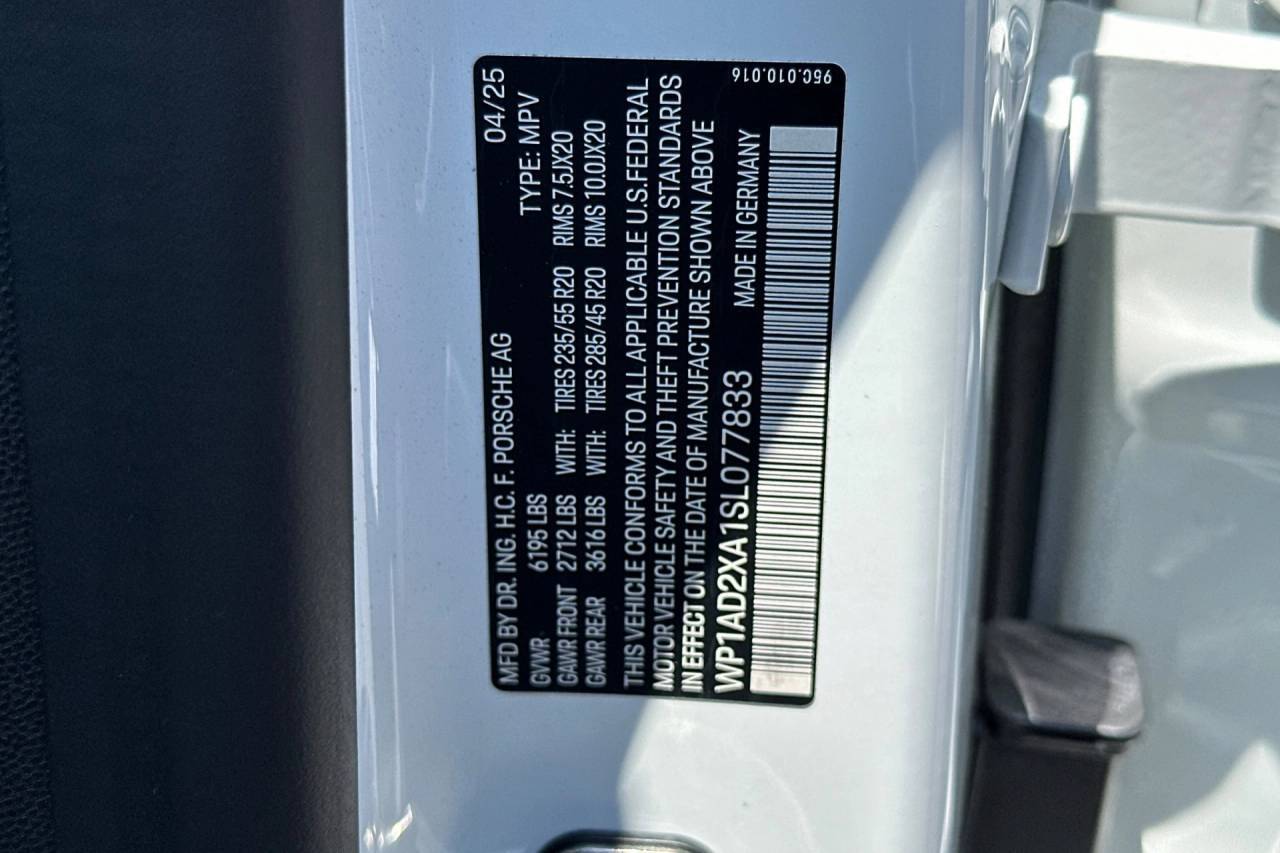 MFD BY DR. ING. H.C. F. PORSCHE AG 04/25
GVWR 6195 LBS TYPE: MPV
GAWR FRONT 2712 LBS WITH: TIRES 235/55 R20 RIMS 7.5JX20
GAWR REAR 3616 LBS WITH: TIRES 285/45 R20 RIMS 10.0JX20
THIS VEHICLE CONFORMS TO ALL APPLICABLE U.S.FEDERAL
MOTOR VEHICLE SAFETY AND THEFT PREVENTION STANDARDS
IN EFFECT ON THE DATE OF MANUFACTURE SHOWN ABOVE
WP1AD2XA1SL077833 MADE IN GERMANY
95C.010.016